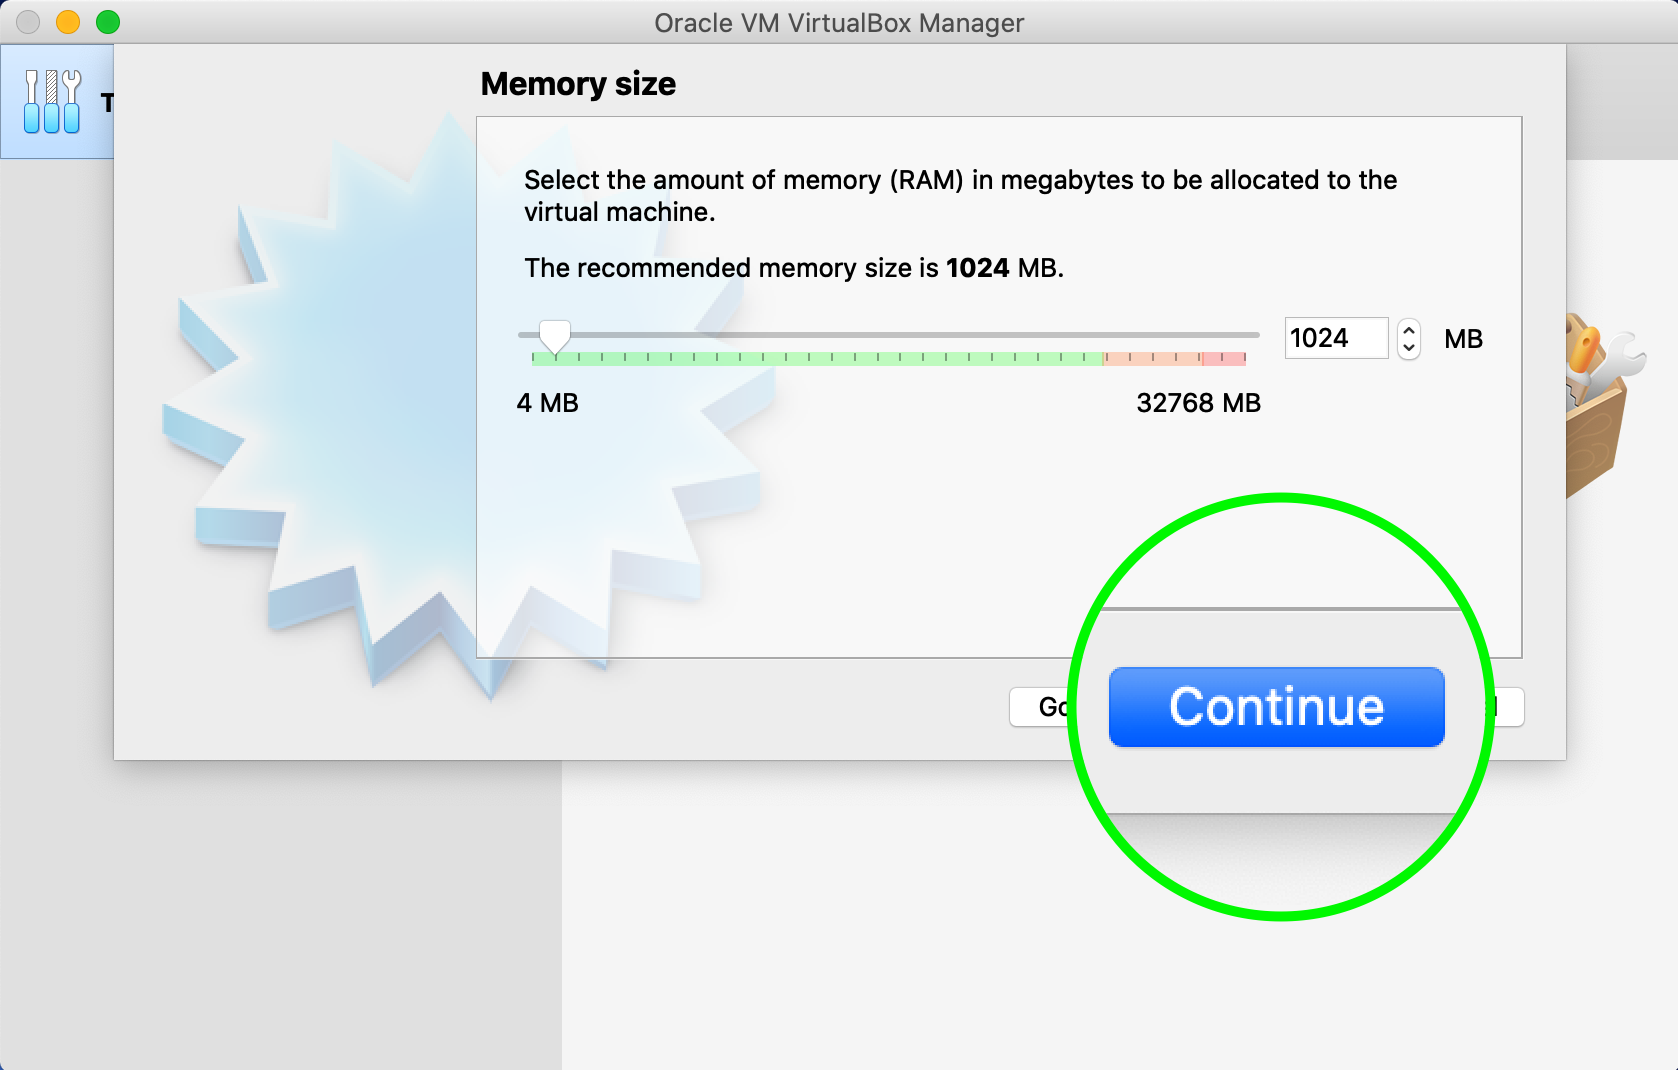 Oracle VM VirtualBox Manager
T
Memory size
Select the amount of memory (RAM) in megabytes to be allocated to the
virtual machine.
The recommended memory size is 1024 MB.
1024 MB
4 MB 32768 MB
Go Continue